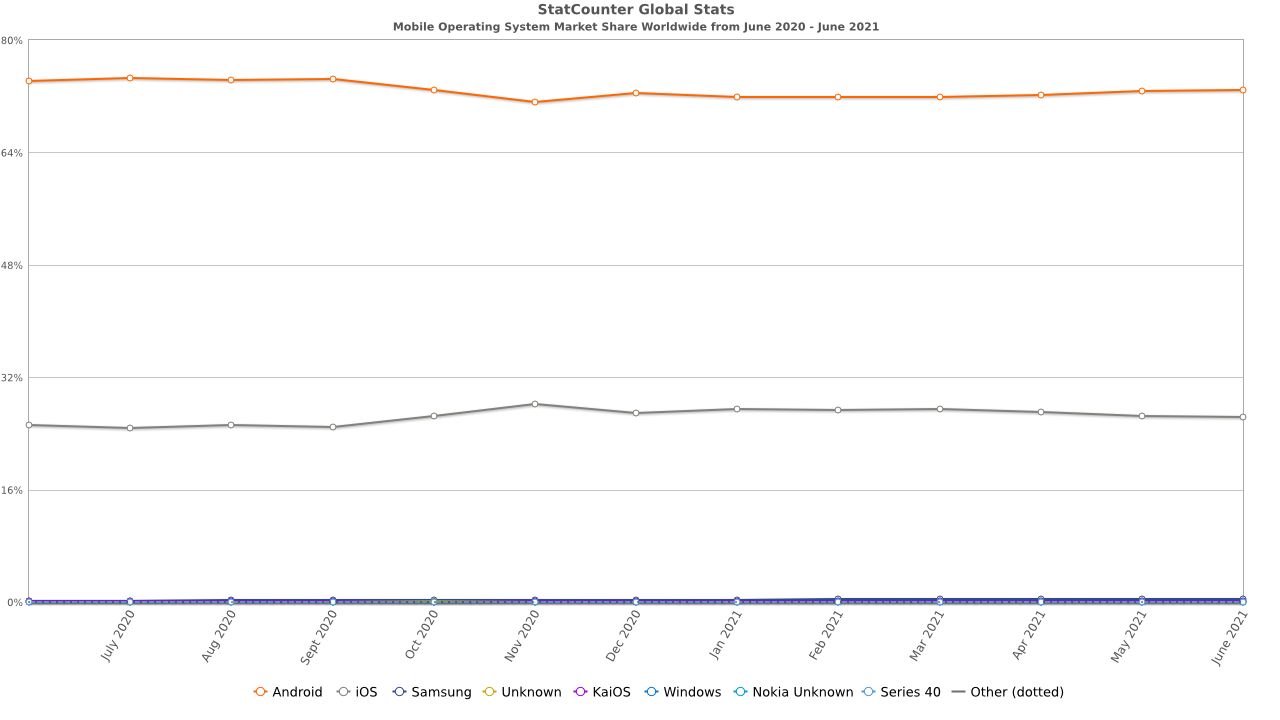 StatCounter Global Stats
Mobile Operating System Market Share Worldwide from June 2020 - June 2021
80%
64%
48%
32%
16%
0%
July 2020
Aug 2020
Sept 2020
Oct 2020
Nov 2020
Dec 2020
Jan 2021
Feb 2021
Mar 2021
Apr 2021
May 2021
June 2021
Android iOS Samsung Unknown KaiOS Windows Nokia Unknown Series 40 Other (dotted)